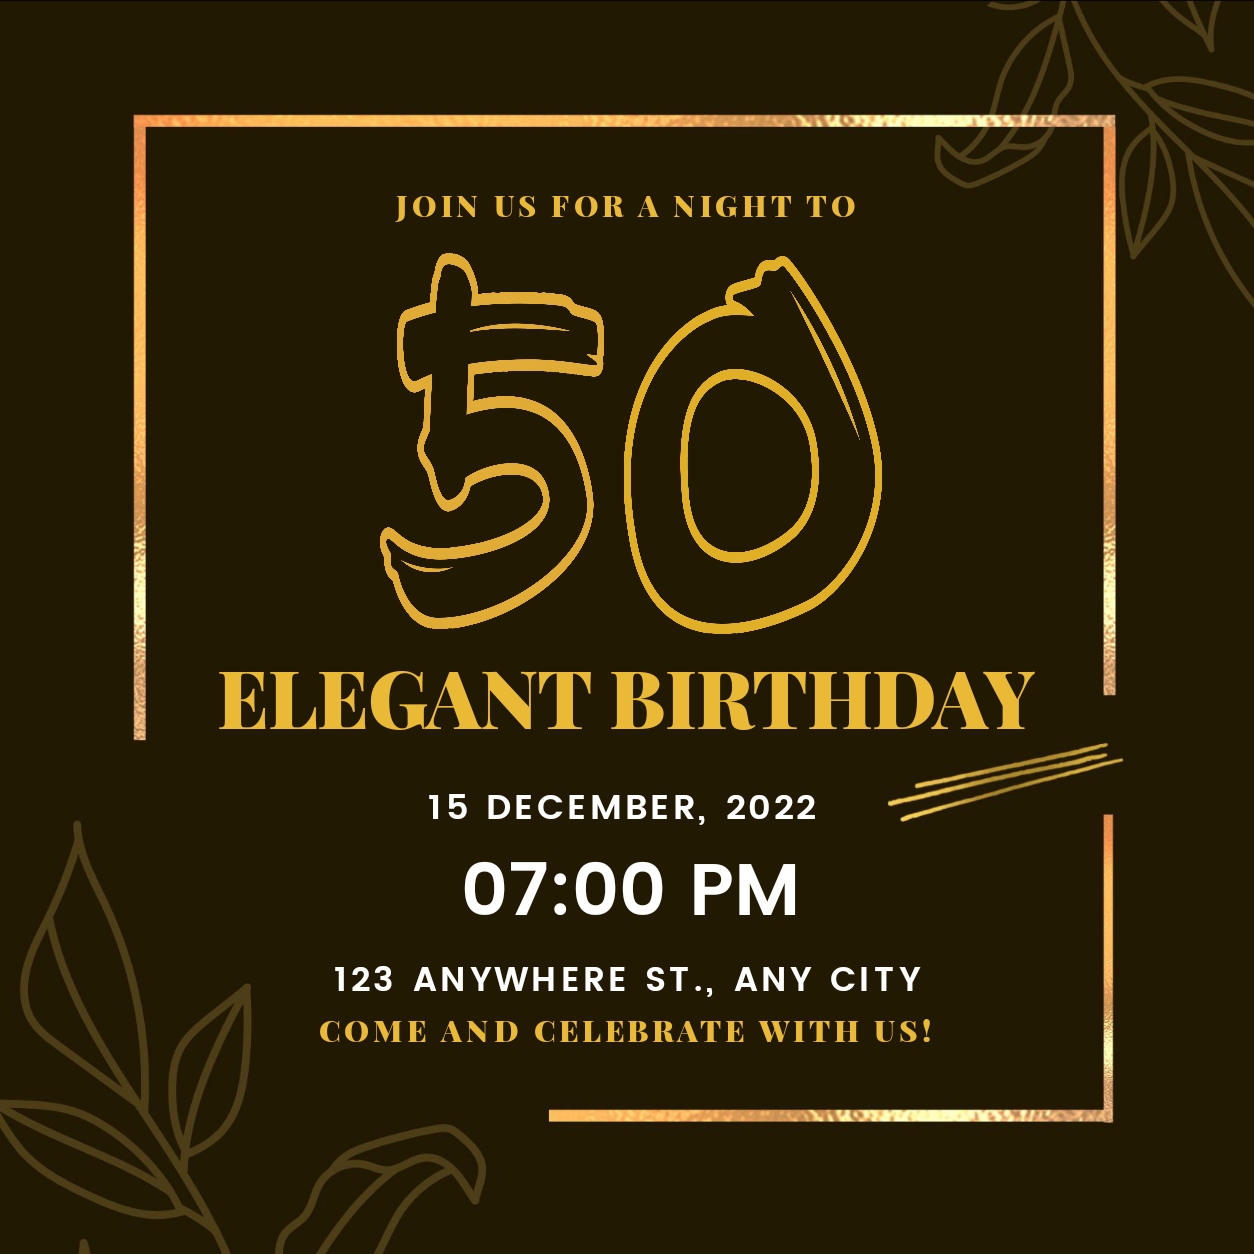 JOIN US FOR A NIGHT TO
50
ELEGANT BIRTHDAY
15 DECEMBER, 2022
07:00 PM
123 ANYWHERE ST., ANY CITY
COME AND CELEBRATE WITH US!